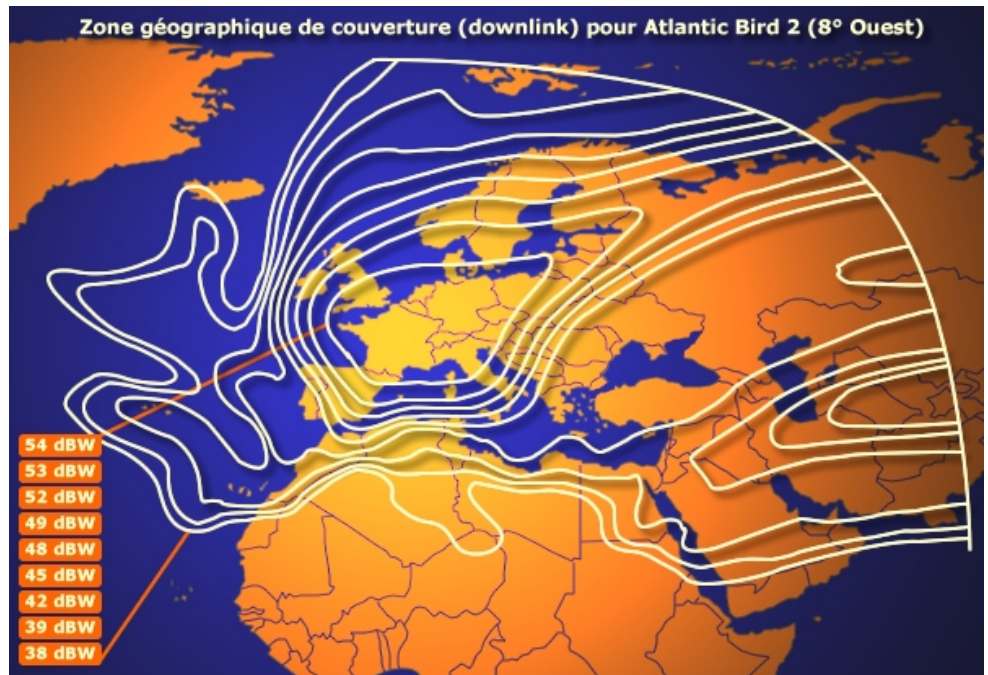 Zone géographique de couverture (downlink) pour Atlantic Bird 2 (8° Ouest)
54 dBW
53 dBW
52 dBW
49 dBW
48 dBW
45 dBW
42 dBW
39 dBW
38 dBW